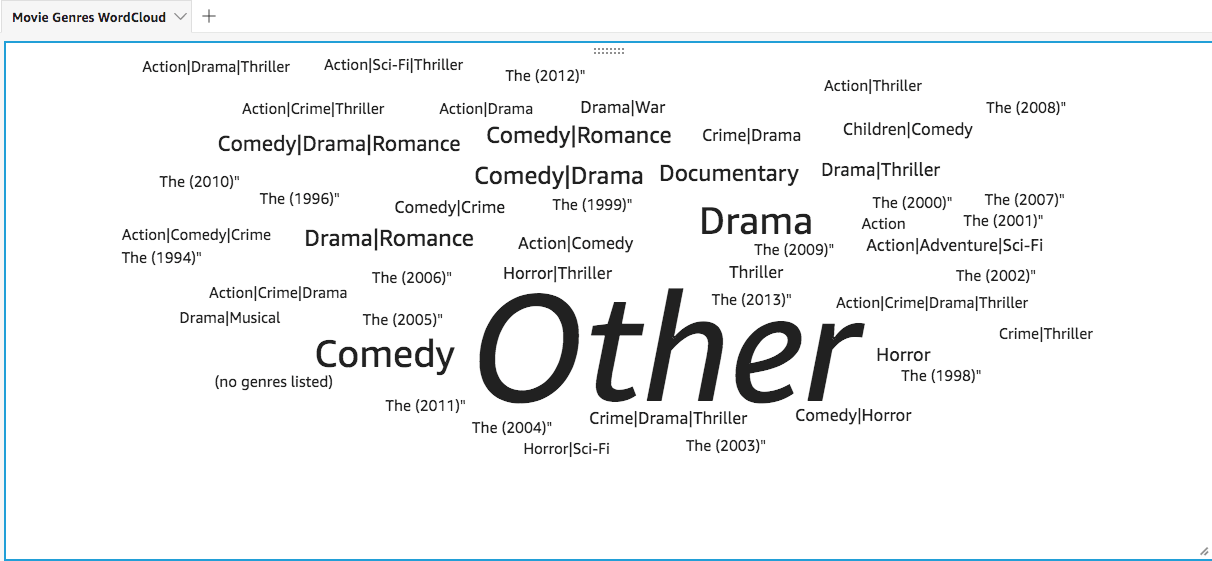 Movie Genres WordCloud
Action|Drama|Thriller
Action|Sci-Fi|Thriller
The (2012)"
Action|Thriller
Action|Crime|Thriller
Action|Drama
Drama|War
The (2008)"
Comedy|Drama|Romance
Comedy|Romance
Crime|Drama
Children|Comedy
The (2010)"
Comedy|Drama
Documentary
Drama|Thriller
The (1996)"
Comedy|Crime
The (1999)"
Drama
The (2000)"
The (2007)"
Action
The (2001)"
Action|Comedy|Crime
Drama|Romance
Action|Comedy
The (2009)"
Action|Adventure|Sci-Fi
The (1994)"
The (2006)"
Horror|Thriller
Thriller
The (2002)"
Action|Crime|Drama
The (2013)"
Action|Crime|Drama|Thriller
Drama|Musical
The (2005)"
Other
Crime|Thriller
Comedy
Horror
(no genres listed)
The (1998)"
The (2011)"
The (2004)"
Crime|Drama|Thriller
Comedy|Horror
Horror|Sci-Fi
The (2003)"